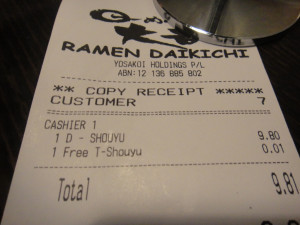 RAMEN DAIKICHI
YOSAKOI HOLDINGS P/L
ABN:12 136 885 802
** COPY RECEIPT *****
CUSTOMER 7
CASHIER 1
1 D - SHOUYU 9.80
1 Free T-Shouyu 0.01
Total 9.81